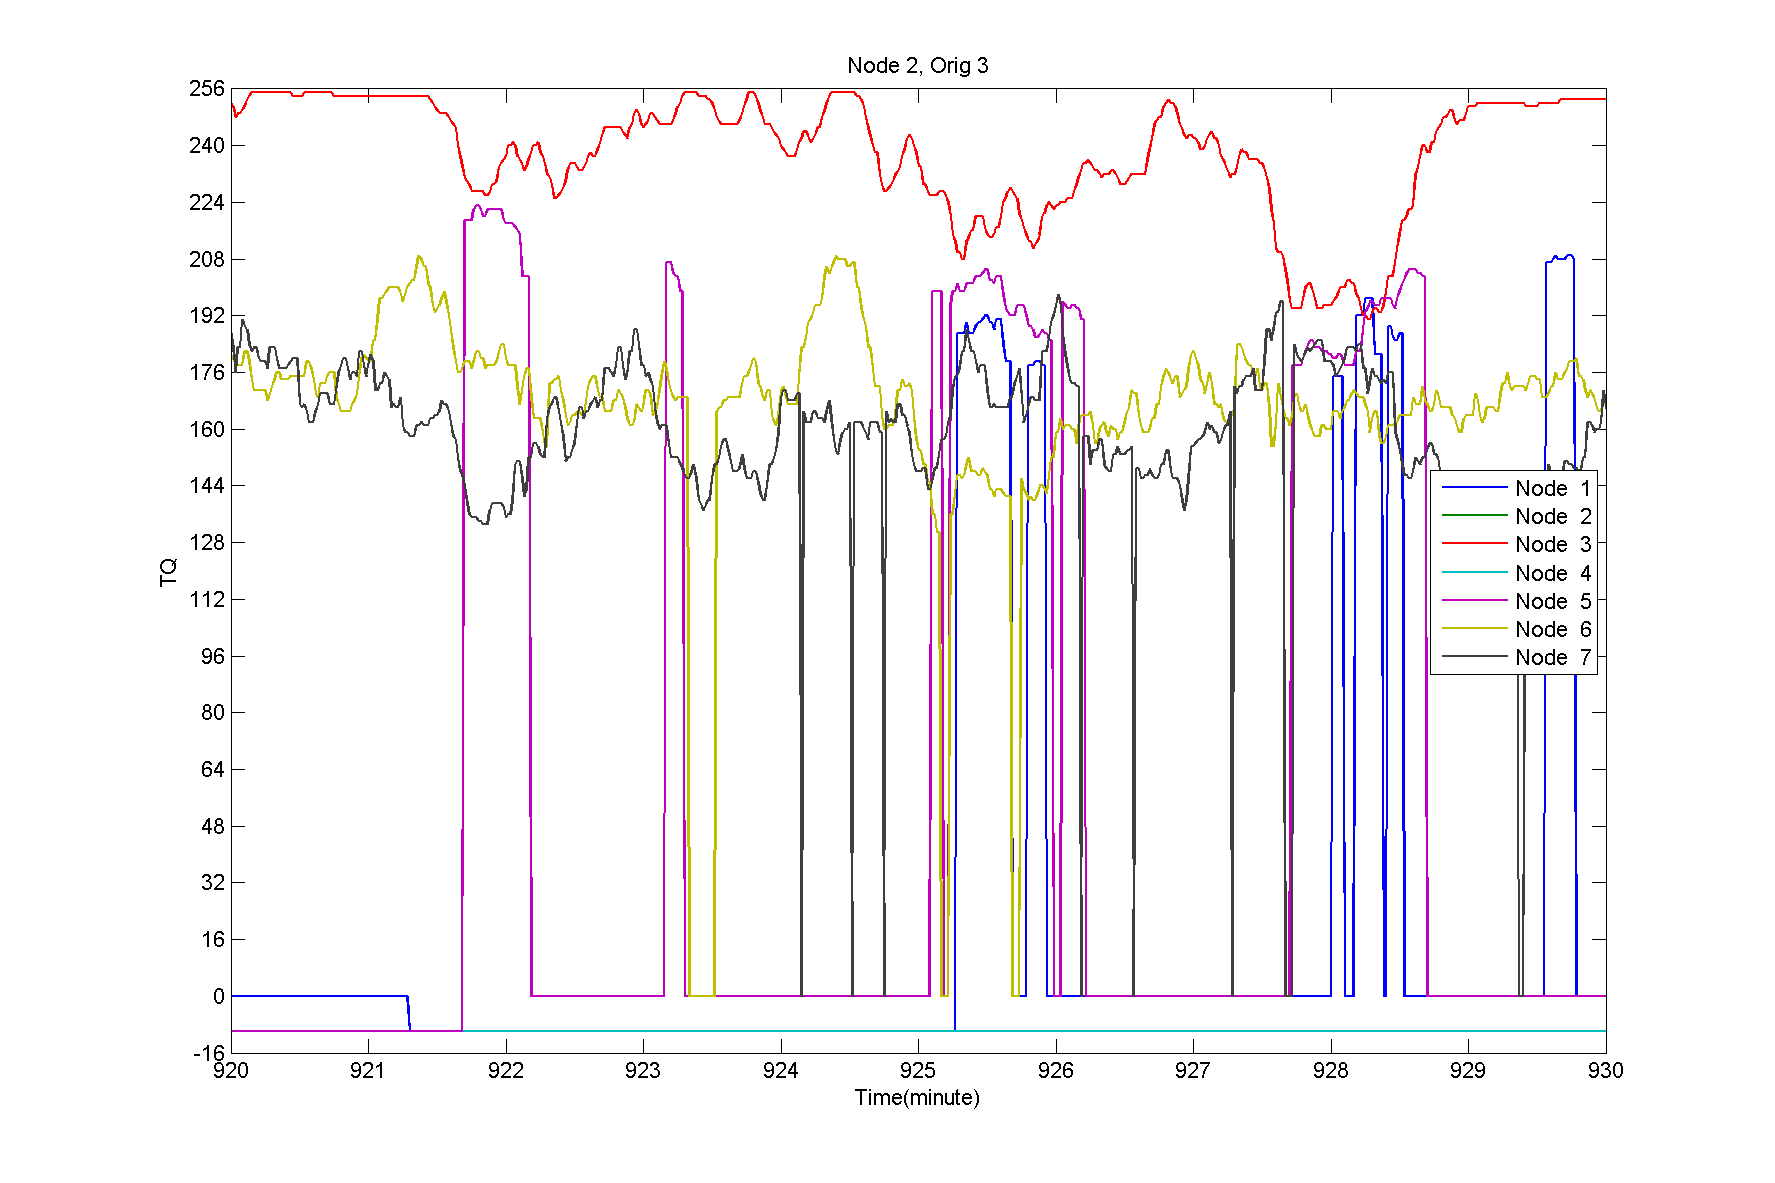 Node 2, Orig 3
256
240
224
208
192
176
160
144
128
112
96
80
64
48
32
16
0
-16
TQ
Node 1
Node 2
Node 3
Node 4
Node 5
Node 6
Node 7
920 921 922 923 924 925 926 927 928 929 930
Time(minute)